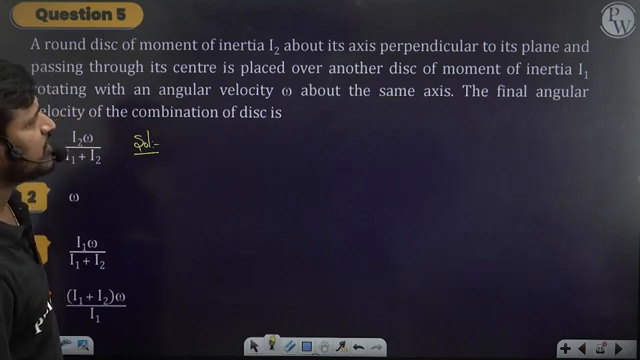 Question 5
PW
A round disc of moment of inertia I₂ about its axis perpendicular to its plane and
passing through its centre is placed over another disc of moment of inertia I₁
rotating with an angular velocity ω about the same axis. The final angular
velocity of the combination of disc is
I₂ω / (I₁ + I₂)
Sol:-
2 ω
I₁ω / (I₁ + I₂)
(I₁ + I₂)ω / I₁